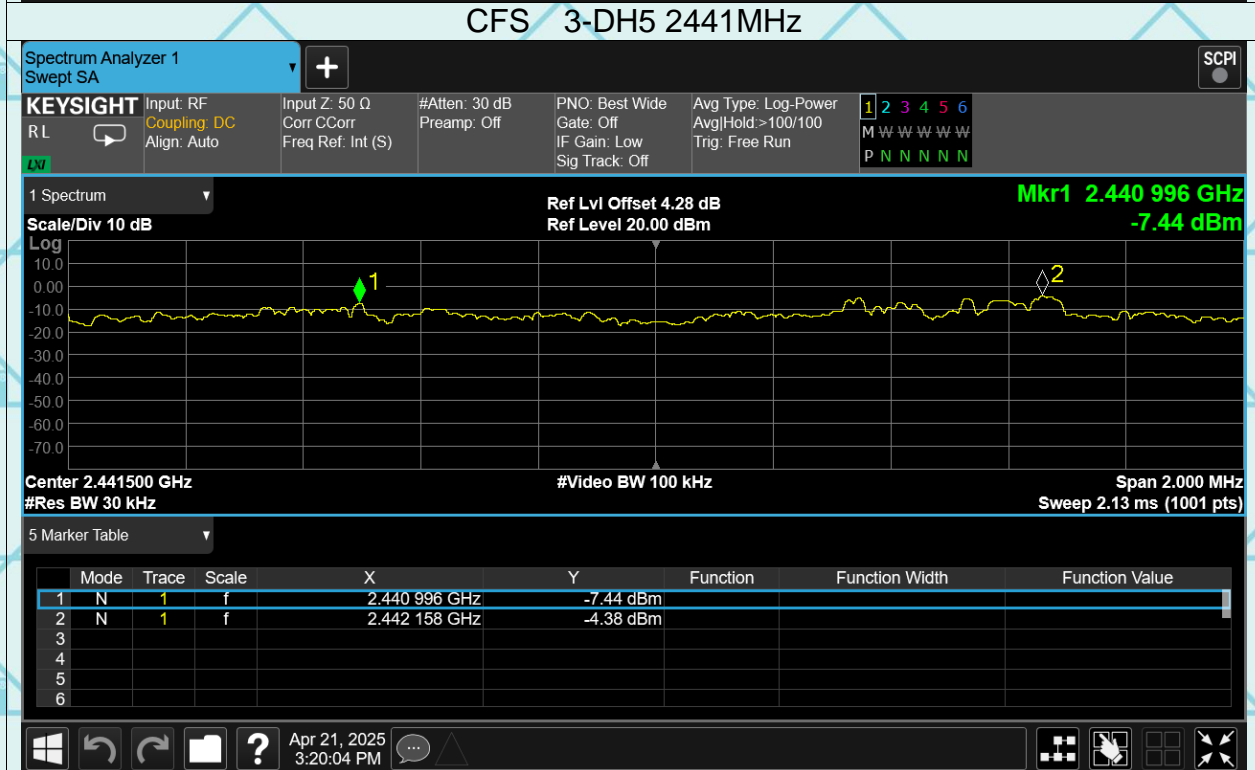 CFS 3-DH5 2441MHz
Spectrum Analyzer 1
Swept SA
SCPI
KEYSIGHT Input: RF Input Z: 50 Ω #Atten: 30 dB PNO: Best Wide Avg Type: Log-Power 1 2 3 4 5 6
Coupling: DC Corr CCorr Preamp: Off Gate: Off Avg|Hold:>100/100
R L Align: Auto Freq Ref: Int (S) IF Gain: Low Trig: Free Run M W W W W W
LXI Sig Track: Off P N N N N N
1 Spectrum Ref Lvl Offset 4.28 dB Mkr1 2.440 996 GHz
Scale/Div 10 dB Ref Level 20.00 dBm -7.44 dBm
Log
10.0
0.00
-10.0
-20.0
-30.0
-40.0
-50.0
-60.0
-70.0
1
2
Center 2.441500 GHz #Video BW 100 kHz Span 2.000 MHz
#Res BW 30 kHz Sweep 2.13 ms (1001 pts)
5 Marker Table
Mode Trace Scale X Y Function Function Width Function Value
1 N 1 f 2.440 996 GHz -7.44 dBm
2 N 1 f 2.442 158 GHz -4.38 dBm
3
4
5
6
Apr 21, 2025
3:20:04 PM